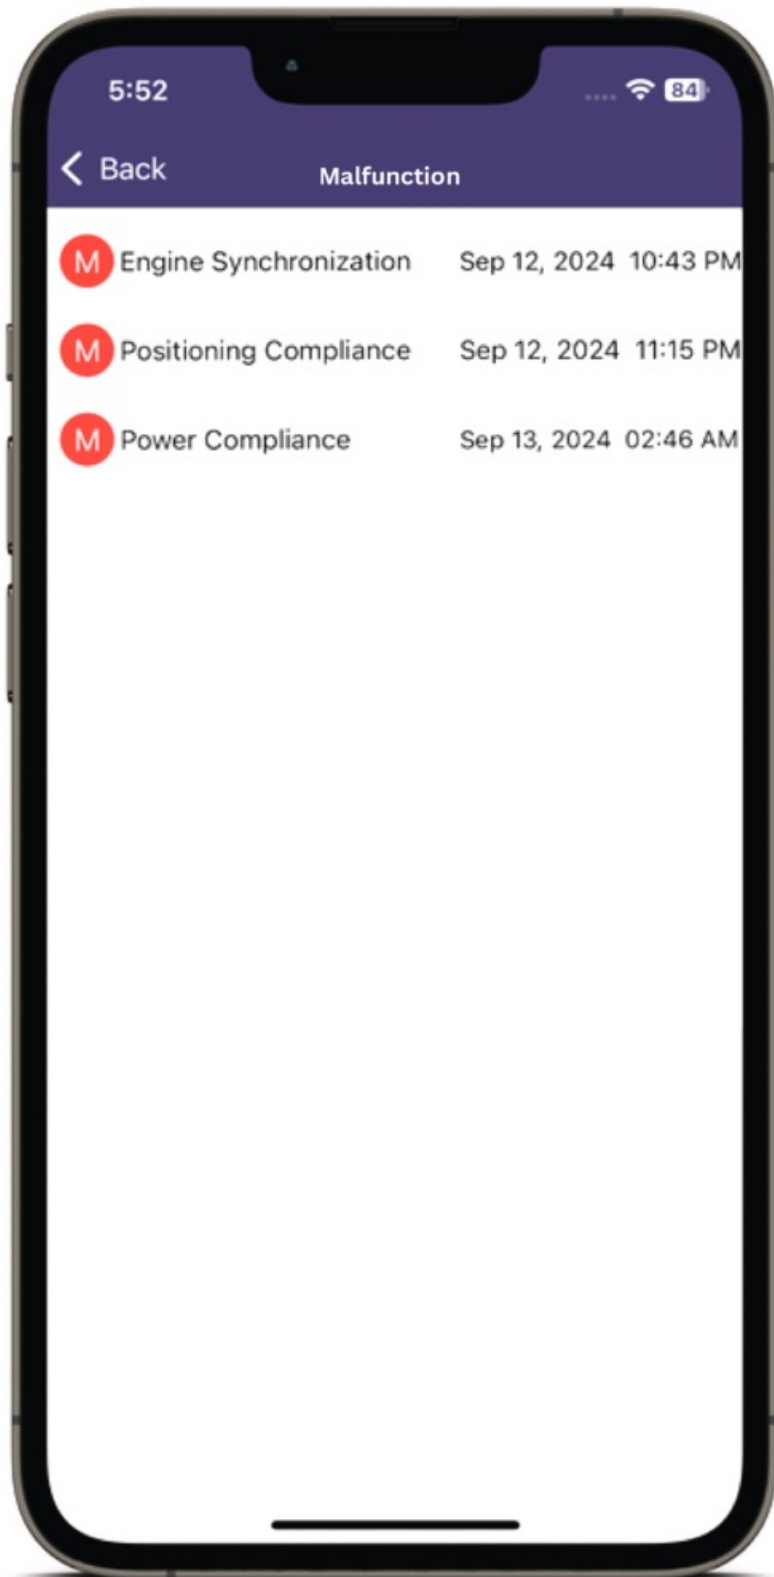 5:52 84
Back Malfunction
M Engine Synchronization Sep 12, 2024 10:43 PM
M Positioning Compliance Sep 12, 2024 11:15 PM
M Power Compliance Sep 13, 2024 02:46 AM